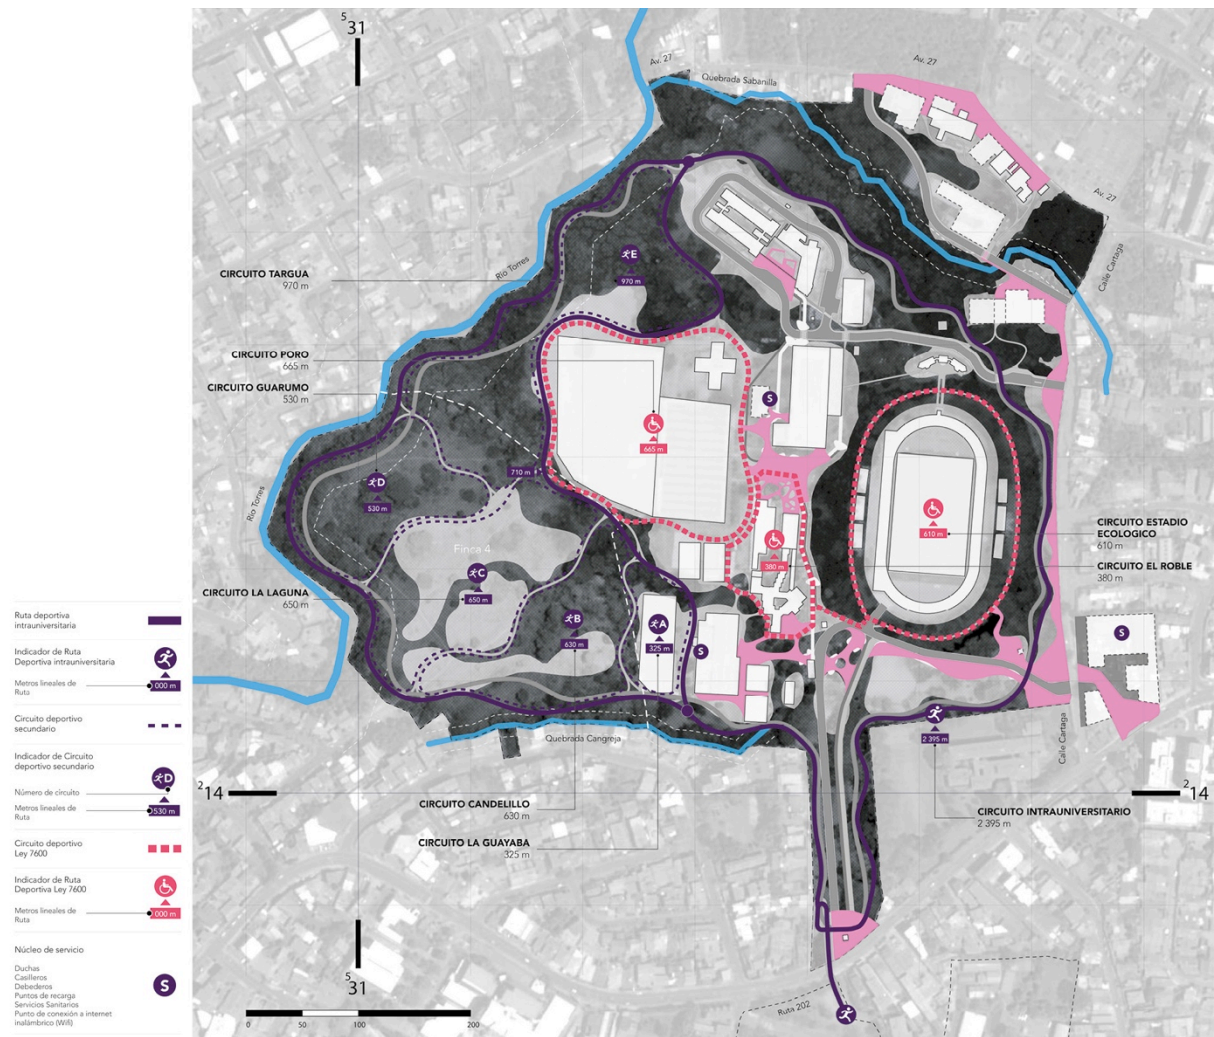 5
31
Av. 27
Quebrada Sabanilla
Av. 27
Av. 27
Calle Cartaga
Río Torres
CIRCUITO TARGUA
970 m
E
970 m
CIRCUITO PORO
665 m
CIRCUITO GUARUMO
530 m
S
665 m
710 m
D
530 m
Río Torres
610 m
CIRCUITO ESTADIO
ECOLOGICO
610 m
CIRCUITO EL ROBLE
380 m
380 m
Finca 4
C
650 m
CIRCUITO LA LAGUNA
650 m
B
630 m
A
325 m
S
S
2 395 m
Calle Cartaga
Quebrada Cangreja
2
14
2
14
CIRCUITO CANDELILLO
630 m
CIRCUITO LA GUAYABA
325 m
CIRCUITO INTRAUNIVERSITARIO
2 395 m
5
31
0
50
100
200
Ruta 202
Ruta deportiva
intrauniversitaria
Indicador de Ruta
Deportiva intrauniversitaria
Metros lineales de
Ruta
000 m
Circuito deportivo
secundario
Indicador de Circuito
deportivo secundario
D
Número de circuito
Metros lineales de
Ruta
530 m
Circuito deportivo
Ley 7600
Indicador de Ruta
Deportiva Ley 7600
Metros lineales de
Ruta
000 m
Núcleo de servicio
Duchas
Casilleros
Debederos
Puntos de recarga
Servicios Sanitarios
Punto de conexión a internet
inalámbrico (Wifi)
S